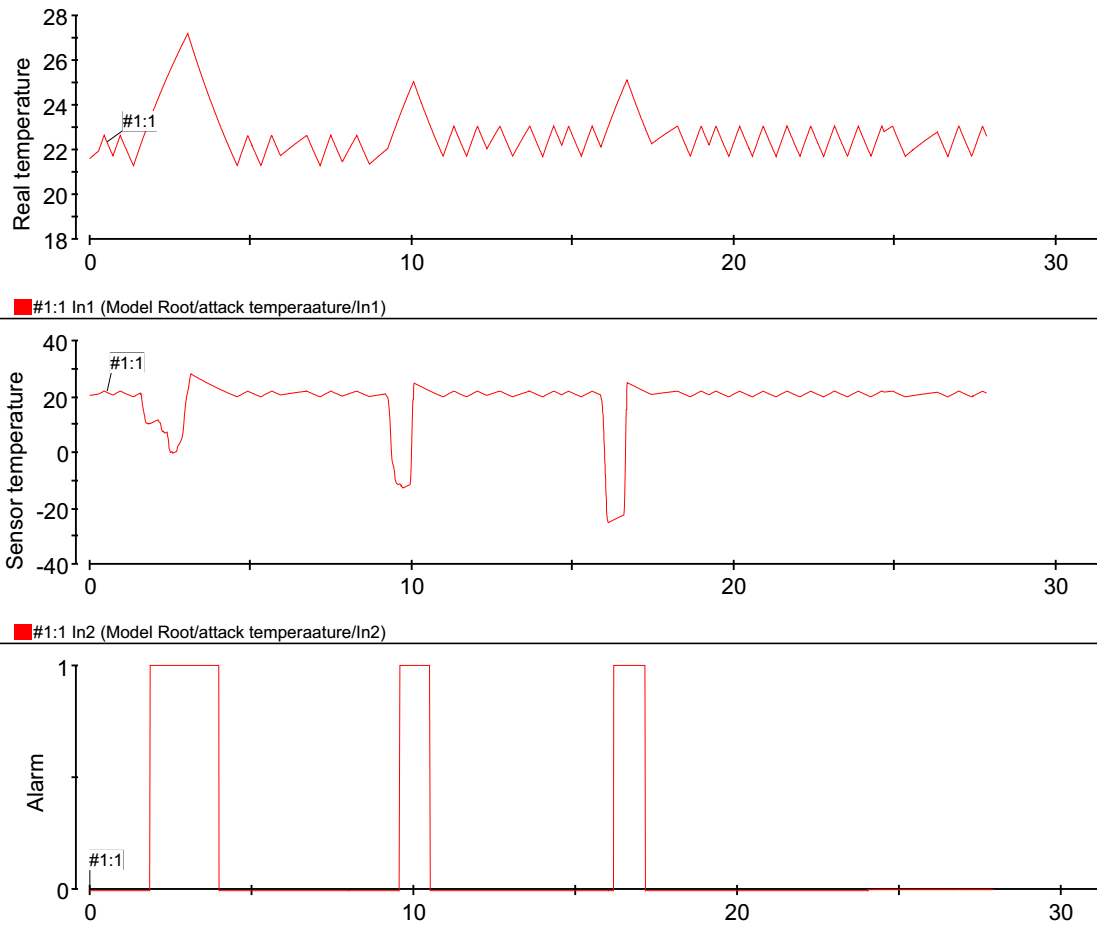 Real temperature
28
26
24
22
20
18
#1:1
0 10 20 30
#1:1 In1 (Model Root/attack temperaature/In1)
Sensor temperature
40
20
0
-20
-40
#1:1
0 10 20 30
#1:1 In2 (Model Root/attack temperaature/In2)
Alarm
1
0
#1:1
0 10 20 30